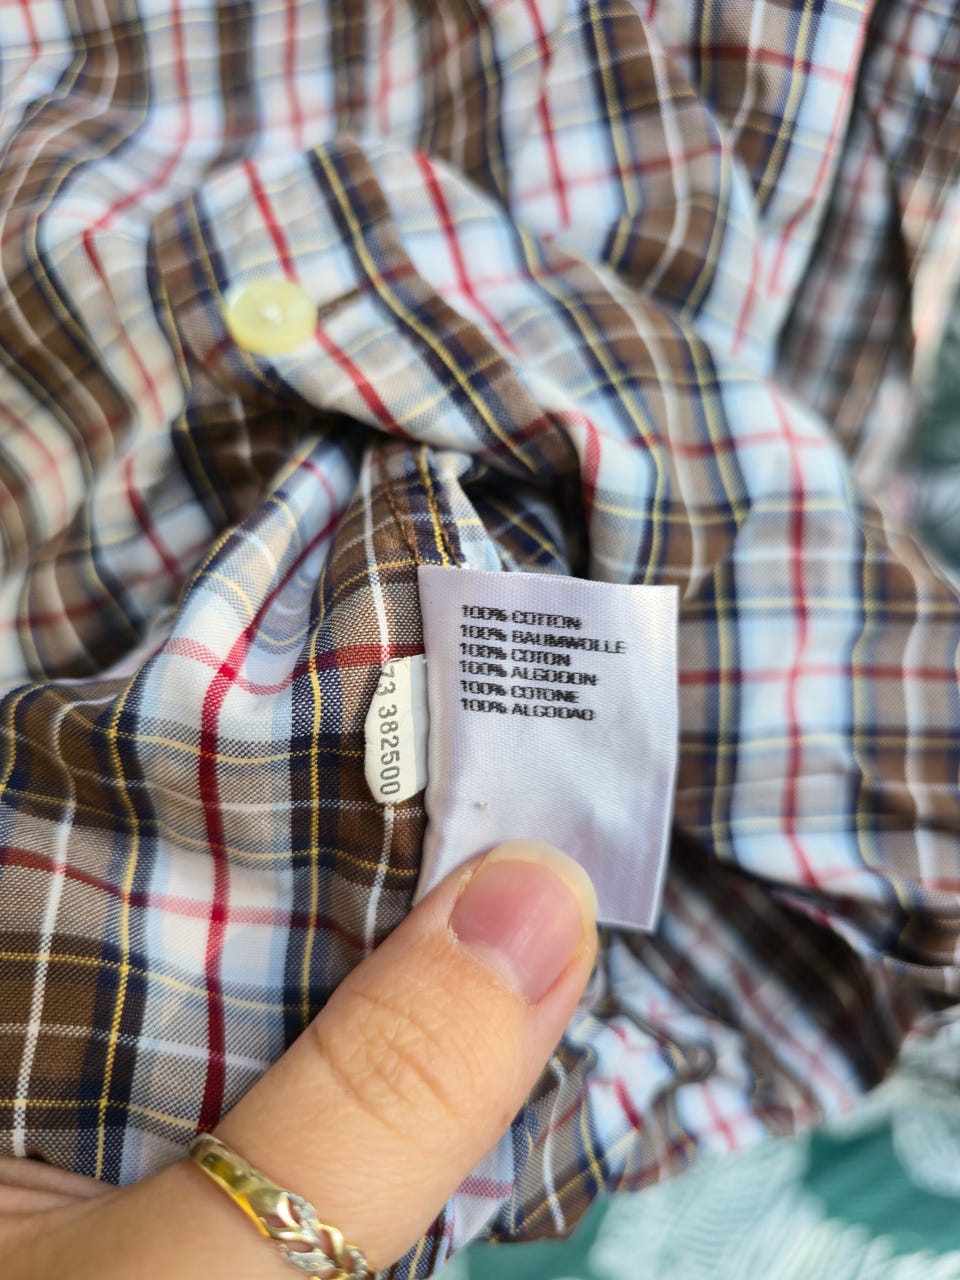 100% COTTON
100% BAUMWOLLE
100% COTON
100% ALGODON
100% COTONE
100% ALGODAO
73 382500